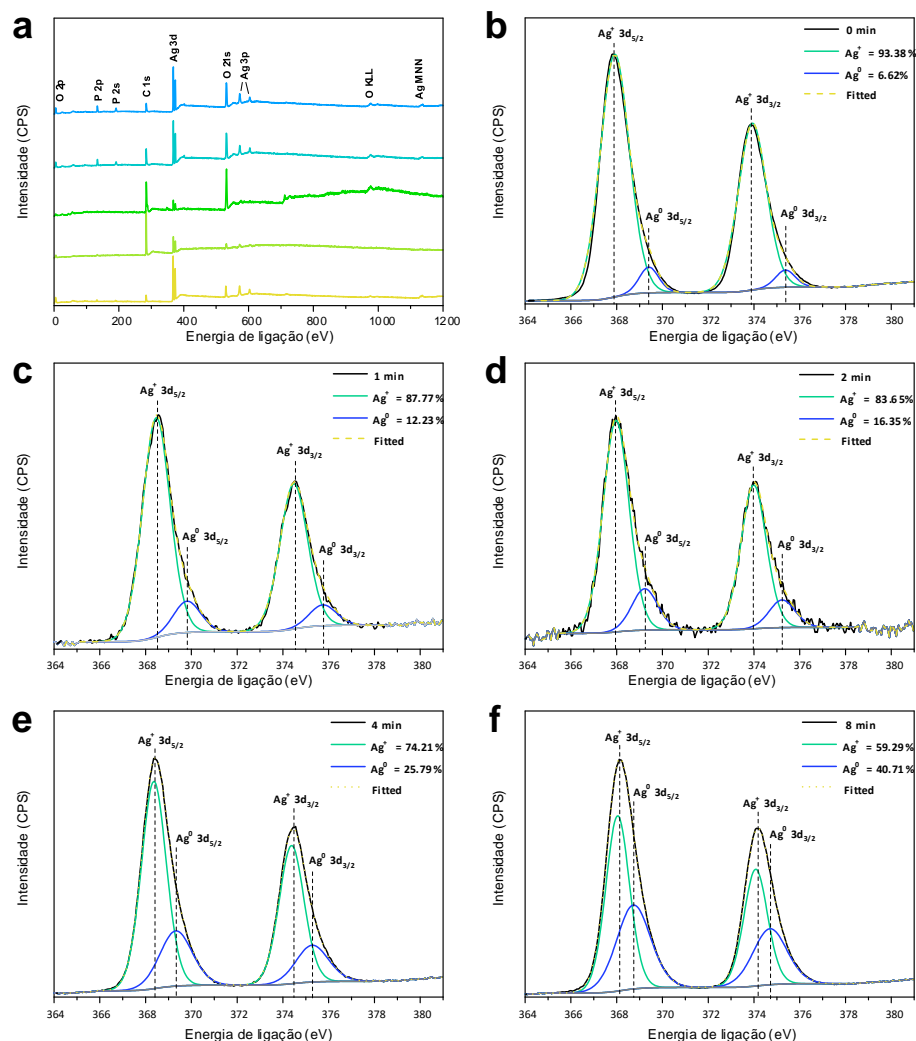 a
O 2p
P 2p
P 2s
C 1s
Ag 3d
O 21s
Ag 3p
O KLL
Ag MNN
Intensidade (CPS)
0 200 400 600 800 1000 1200
Energia de ligação (eV)
b
0 min
Ag⁺ = 93.38%
Ag⁰ = 6.62%
Fitted
Ag⁺ 3d5/2
Ag⁺ 3d3/2
Ag⁰ 3d5/2
Ag⁰ 3d3/2
Intensidade (CPS)
364 366 368 370 372 374 376 378 380
Energia de ligação (eV)
c
1 min
Ag⁺ = 87.77%
Ag⁰ = 12.23%
Fitted
Ag⁺ 3d5/2
Ag⁺ 3d3/2
Ag⁰ 3d5/2
Ag⁰ 3d3/2
Intensidade (CPS)
364 366 368 370 372 374 376 378 380
Energia de ligação (eV)
d
2 min
Ag⁺ = 83.65%
Ag⁰ = 16.35%
Fitted
Ag⁺ 3d5/2
Ag⁺ 3d3/2
Ag⁰ 3d5/2
Ag⁰ 3d3/2
Intensidade (CPS)
364 366 368 370 372 374 376 378 380
Energia de ligação (eV)
e
4 min
Ag⁺ = 74.21%
Ag⁰ = 25.79%
Fitted
Ag⁺ 3d5/2
Ag⁺ 3d3/2
Ag⁰ 3d5/2
Ag⁰ 3d3/2
Intensidade (CPS)
364 366 368 370 372 374 376 378 380
Energia de ligação (eV)
f
8 min
Ag⁺ = 59.29%
Ag⁰ = 40.71%
Fitted
Ag⁺ 3d5/2
Ag⁰ 3d5/2
Ag⁺ 3d3/2
Ag⁰ 3d3/2
Intensidade (CPS)
364 366 368 370 372 374 376 378 380
Energia de ligação (eV)